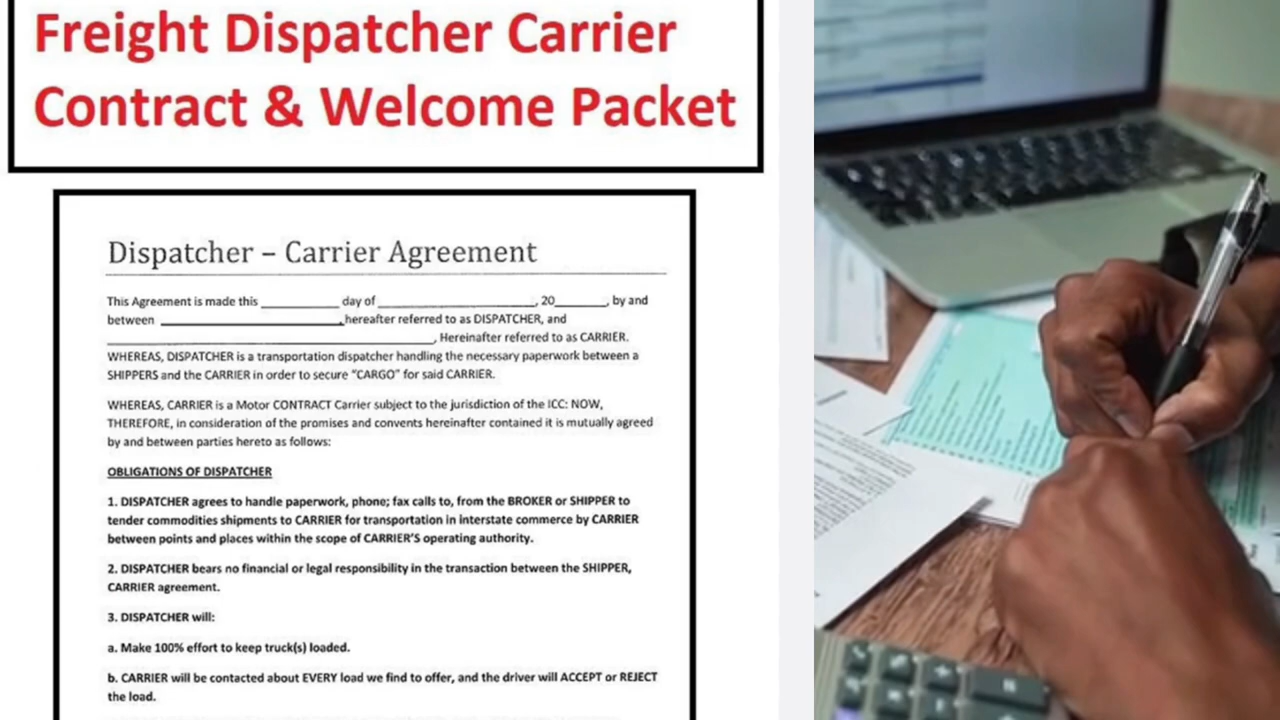 Freight Dispatcher Carrier
Contract & Welcome Packet
Dispatcher – Carrier Agreement
This Agreement is made this _________ day of ____________________, 20_______, by and
between ______________________, hereafter referred to as DISPATCHER, and
________________________________________, Hereinafter referred to as CARRIER.
WHEREAS, DISPATCHER is a transportation dispatcher handling the necessary paperwork between a
SHIPPERS and the CARRIER in order to secure “CARGO” for said CARRIER.
WHEREAS, CARRIER is a Motor CONTRACT Carrier subject to the jurisdiction of the ICC: NOW,
THEREFORE, in consideration of the promises and convents hereinafter contained it is mutually agreed
by and between parties hereto as follows:
OBLIGATIONS OF DISPATCHER
1. DISPATCHER agrees to handle paperwork, phone; fax calls to, from the BROKER or SHIPPER to
tender commodities shipments to CARRIER for transportation in interstate commerce by CARRIER
between points and places within the scope of CARRIER'S operating authority.
2. DISPATCHER bears no financial or legal responsibility in the transaction between the SHIPPER,
CARRIER agreement.
3. DISPATCHER will:
a. Make 100% effort to keep truck(s) loaded.
b. CARRIER will be contacted about EVERY load we find to offer, and the driver will ACCEPT or REJECT
the load.